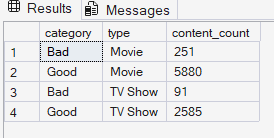 Results Messages
category type content_count
1 Bad Movie 251
2 Good Movie 5880
3 Bad TV Show 91
4 Good TV Show 2585